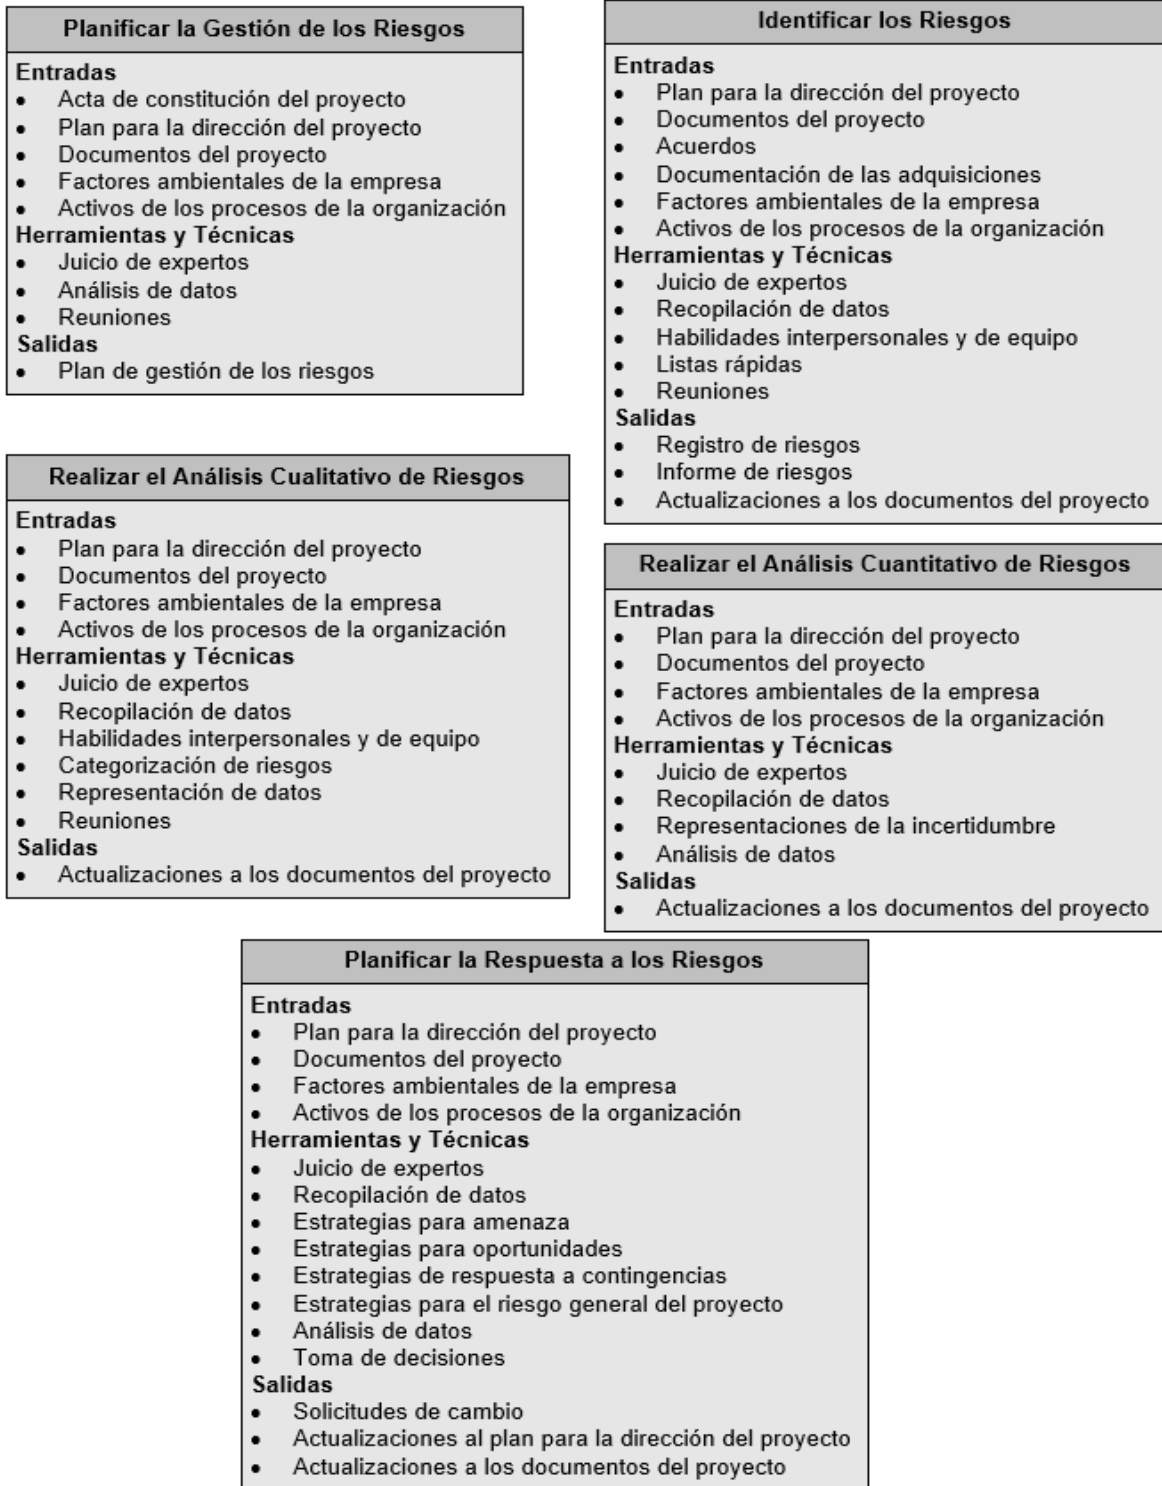 Planificar la Gestión de los Riesgos
Entradas
• Acta de constitución del proyecto
• Plan para la dirección del proyecto
• Documentos del proyecto
• Factores ambientales de la empresa
• Activos de los procesos de la organización
Herramientas y Técnicas
• Juicio de expertos
• Análisis de datos
• Reuniones
Salidas
• Plan de gestión de los riesgos
Identificar los Riesgos
Entradas
• Plan para la dirección del proyecto
• Documentos del proyecto
• Acuerdos
• Documentación de las adquisiciones
• Factores ambientales de la empresa
• Activos de los procesos de la organización
Herramientas y Técnicas
• Juicio de expertos
• Recopilación de datos
• Habilidades interpersonales y de equipo
• Listas rápidas
• Reuniones
Salidas
• Registro de riesgos
• Informe de riesgos
• Actualizaciones a los documentos del proyecto
Realizar el Análisis Cualitativo de Riesgos
Entradas
• Plan para la dirección del proyecto
• Documentos del proyecto
• Factores ambientales de la empresa
• Activos de los procesos de la organización
Herramientas y Técnicas
• Juicio de expertos
• Recopilación de datos
• Habilidades interpersonales y de equipo
• Categorización de riesgos
• Representación de datos
• Reuniones
Salidas
• Actualizaciones a los documentos del proyecto
Realizar el Análisis Cuantitativo de Riesgos
Entradas
• Plan para la dirección del proyecto
• Documentos del proyecto
• Factores ambientales de la empresa
• Activos de los procesos de la organización
Herramientas y Técnicas
• Juicio de expertos
• Recopilación de datos
• Representaciones de la incertidumbre
• Análisis de datos
Salidas
• Actualizaciones a los documentos del proyecto
Planificar la Respuesta a los Riesgos
Entradas
• Plan para la dirección del proyecto
• Documentos del proyecto
• Factores ambientales de la empresa
• Activos de los procesos de la organización
Herramientas y Técnicas
• Juicio de expertos
• Recopilación de datos
• Estrategias para amenaza
• Estrategias para oportunidades
• Estrategias de respuesta a contingencias
• Estrategias para el riesgo general del proyecto
• Análisis de datos
• Toma de decisiones
Salidas
• Solicitudes de cambio
• Actualizaciones al plan para la dirección del proyecto
• Actualizaciones a los documentos del proyecto